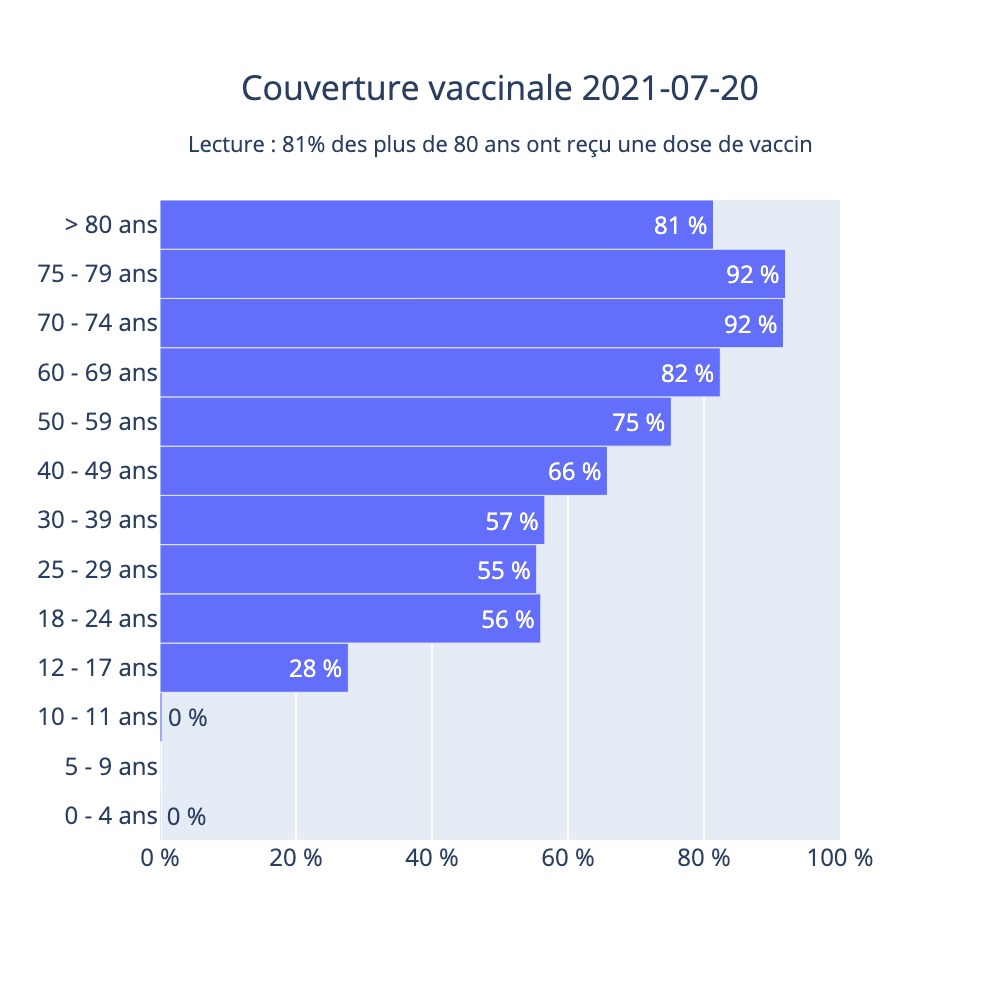 Couverture vaccinale 2021-07-20
Lecture : 81% des plus de 80 ans ont reçu une dose de vaccin
> 80 ans 81 %
75 - 79 ans 92 %
70 - 74 ans 92 %
60 - 69 ans 82 %
50 - 59 ans 75 %
40 - 49 ans 66 %
30 - 39 ans 57 %
25 - 29 ans 55 %
18 - 24 ans 56 %
12 - 17 ans 28 %
10 - 11 ans 0 %
5 - 9 ans
0 - 4 ans 0 %
0 % 20 % 40 % 60 % 80 % 100 %